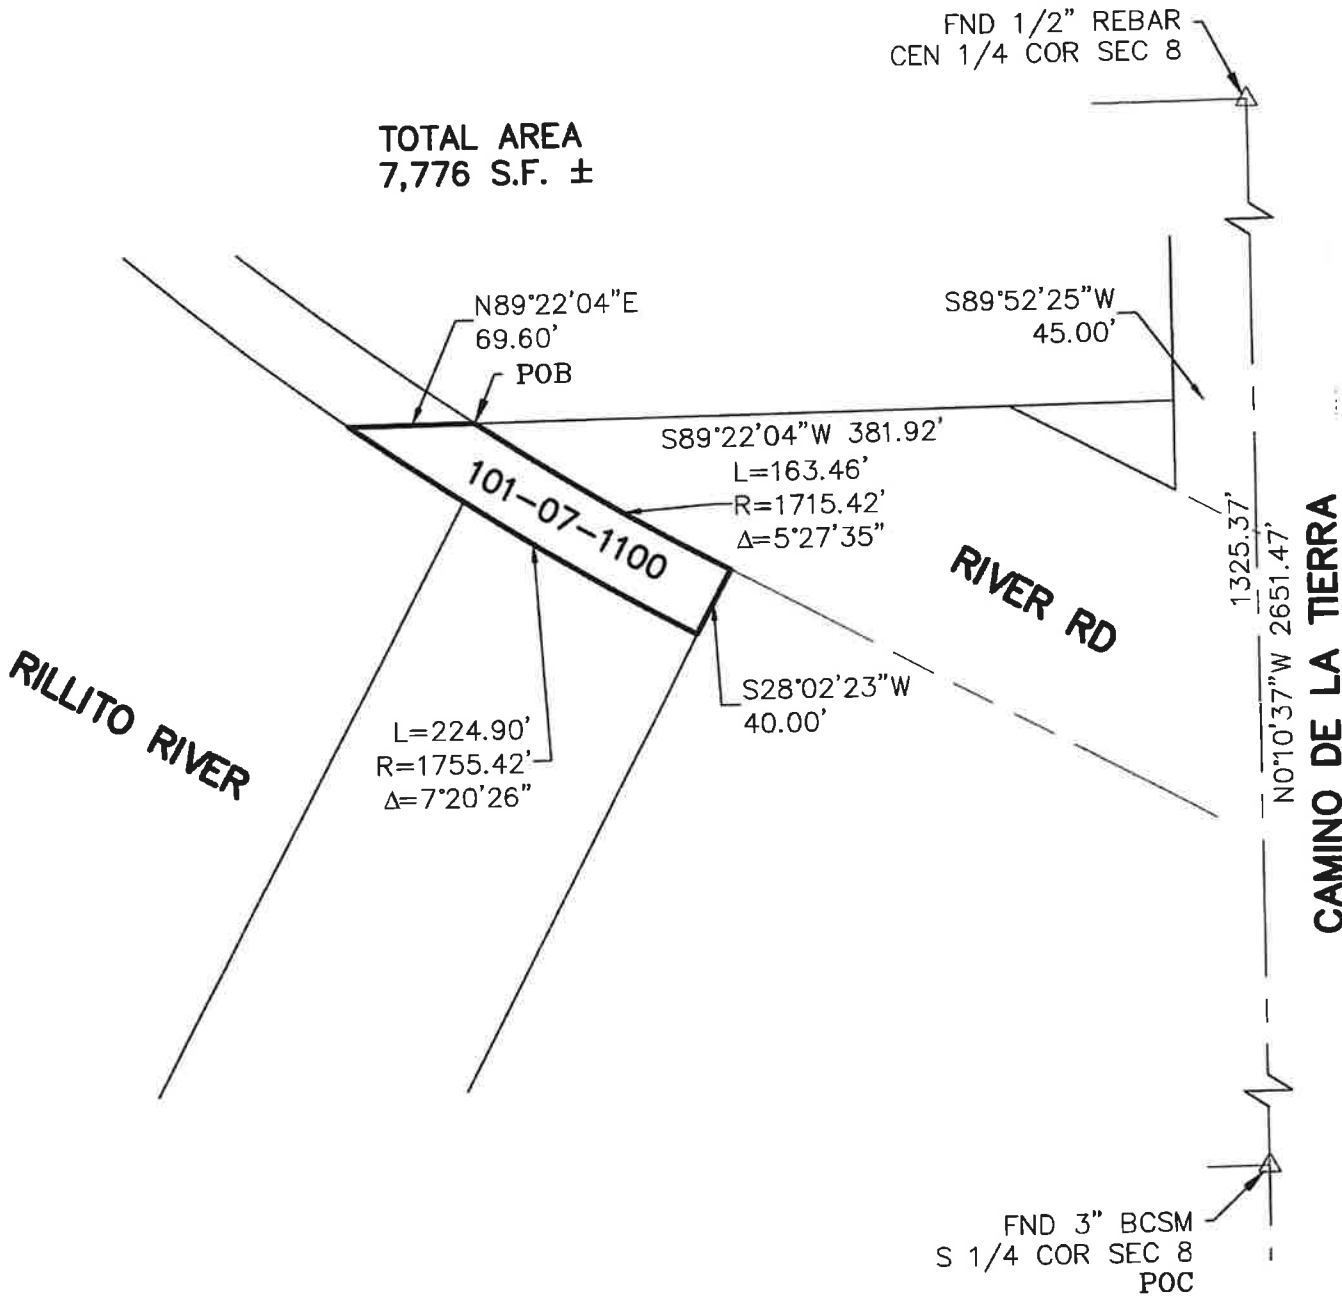 FND 1/2" REBAR
CEN 1/4 COR SEC 8
TOTAL AREA
7,776 S.F. ±
N89°22'04"E
69.60'
POB
S89°52'25"W
45.00'
S89°22'04"W 381.92'
L=163.46'
R=1715.42'
Δ=5°27'35"
101-07-1100
RIVER RD
1325.37'
N0°10'37"W 2651.47'
CAMINO DE LA TIERRA
RILLITO RIVER
S28°02'23"W
40.00'
L=224.90'
R=1755.42'
Δ=7°20'26"
FND 3" BCSM
S 1/4 COR SEC 8
POC